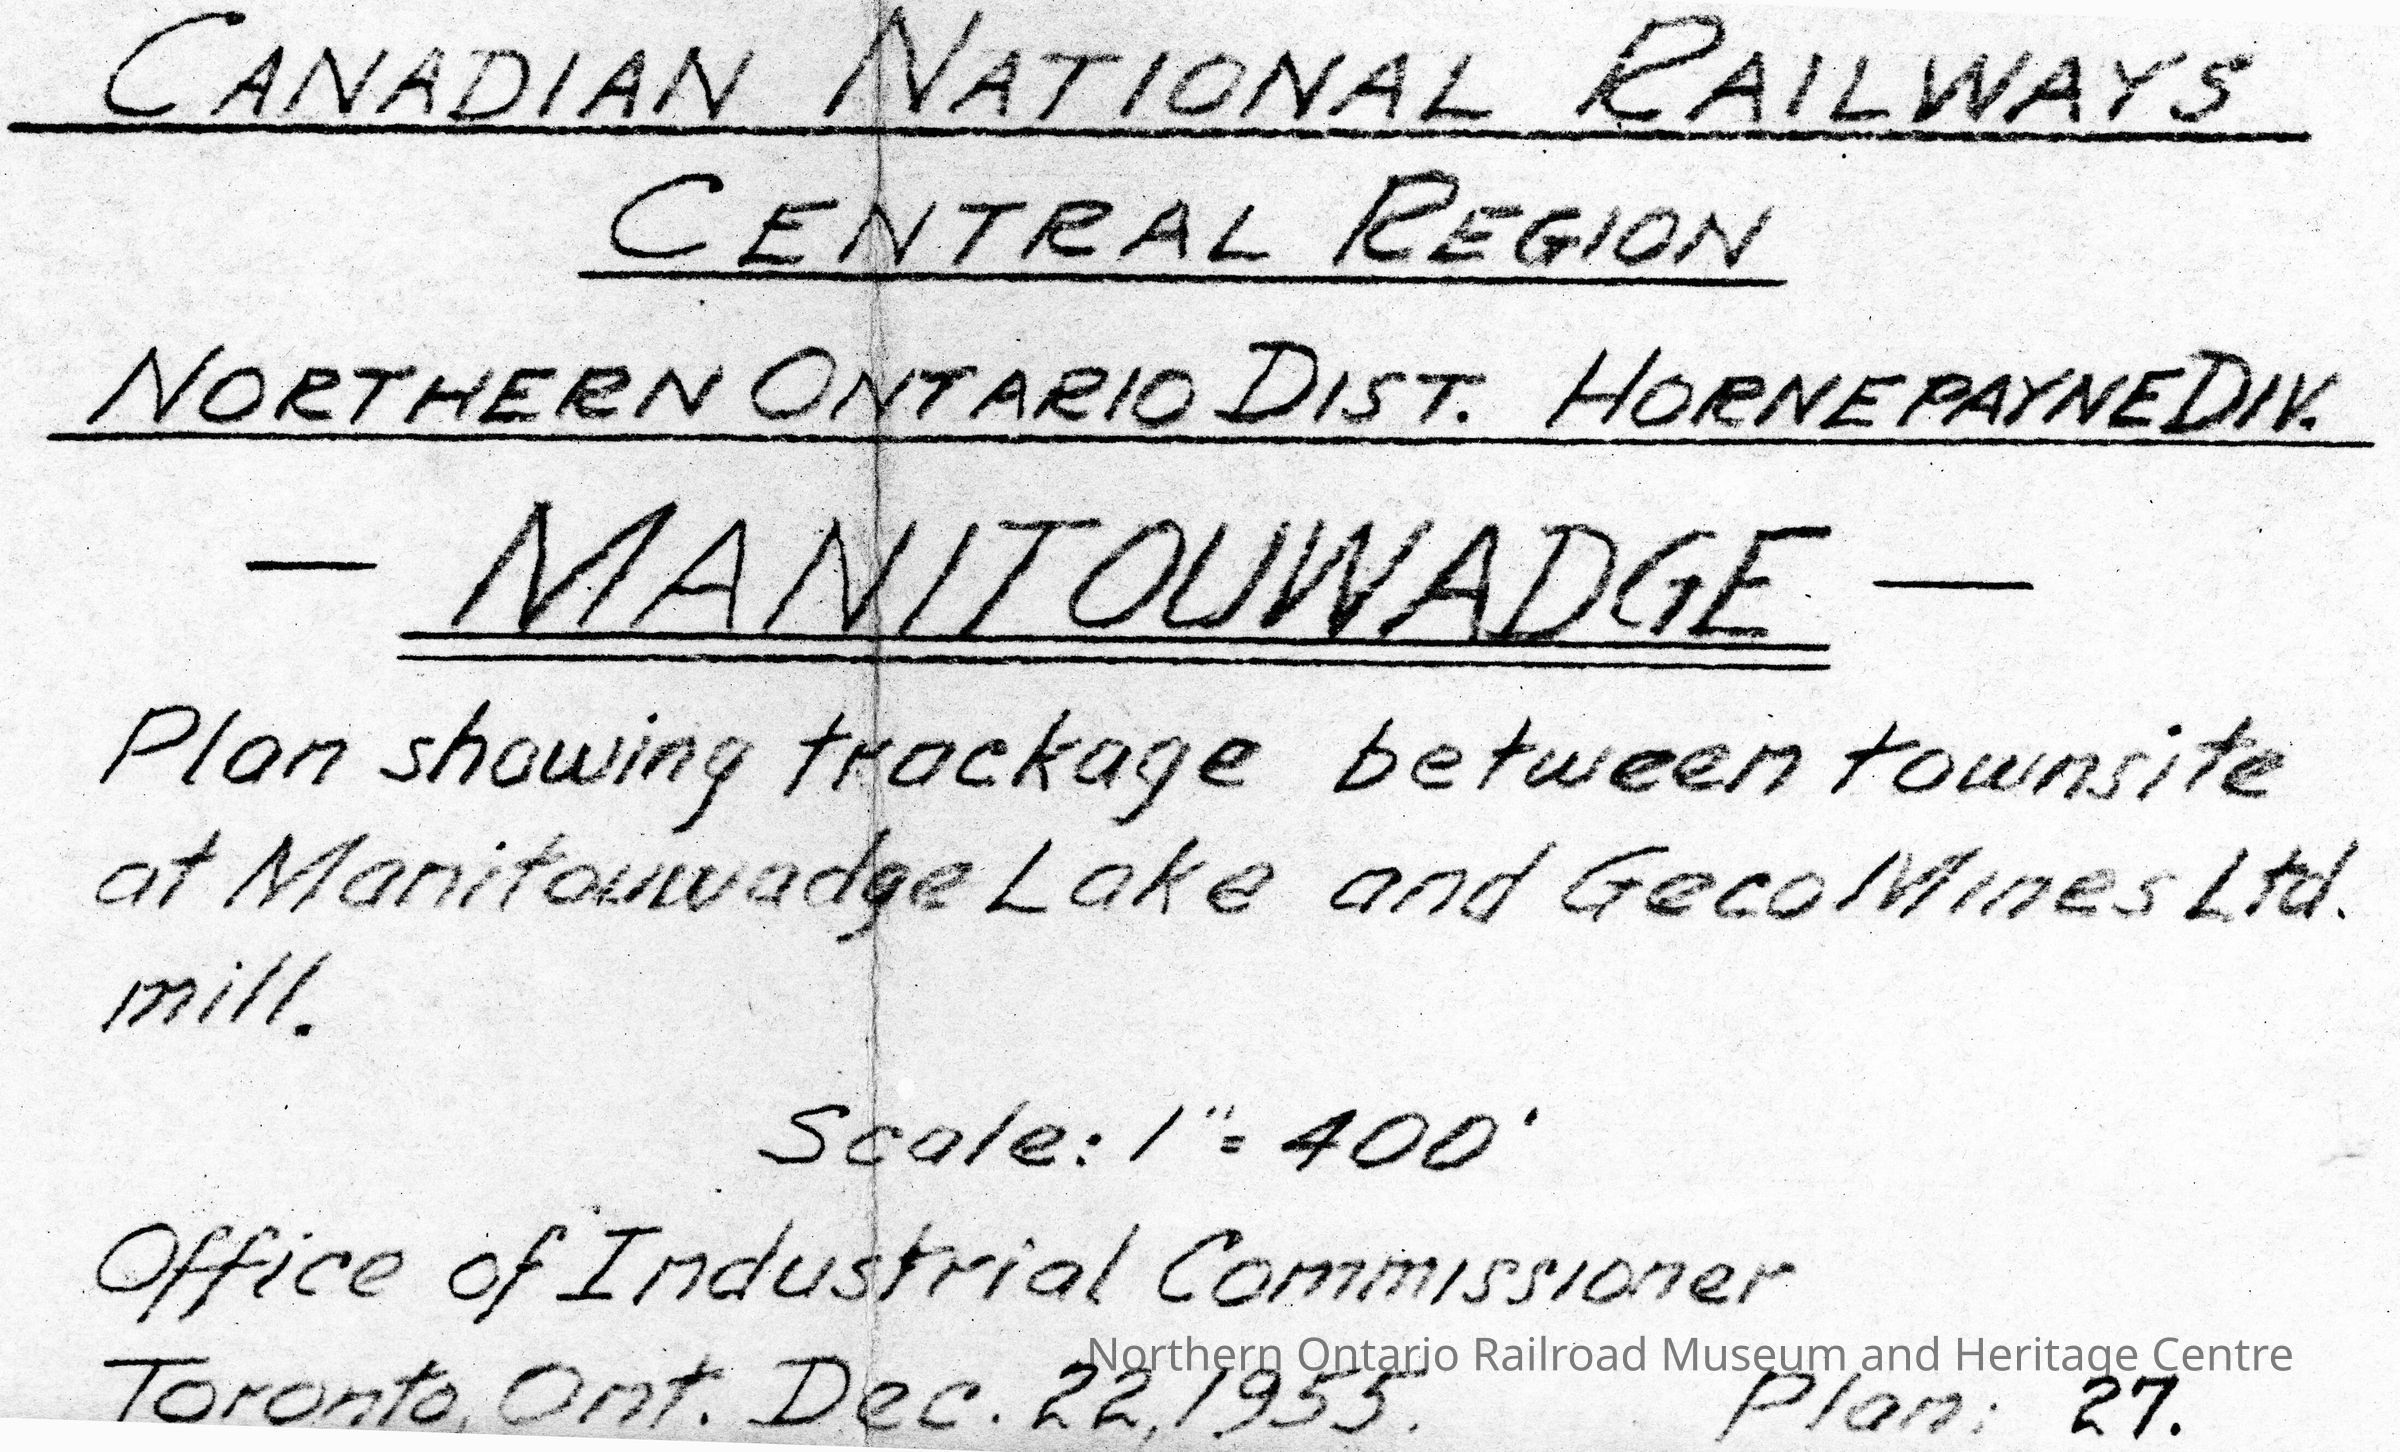 CANADIAN NATIONAL RAILWAYS
CENTRAL REGION
NORTHERN ONTARIO DIST. HORNEPAYNE DIV.
— MANITOUWADGE —
Plan showing trackage between townsite
at Manitouwadge Lake and Geco Mines Ltd.
mill.
Scale: 1"= 400'
Office of Industrial Commissioner
Northern Ontario Railroad Museum and Heritage Centre
Toronto, Ont. Dec. 22, 1955. Plan: 27.